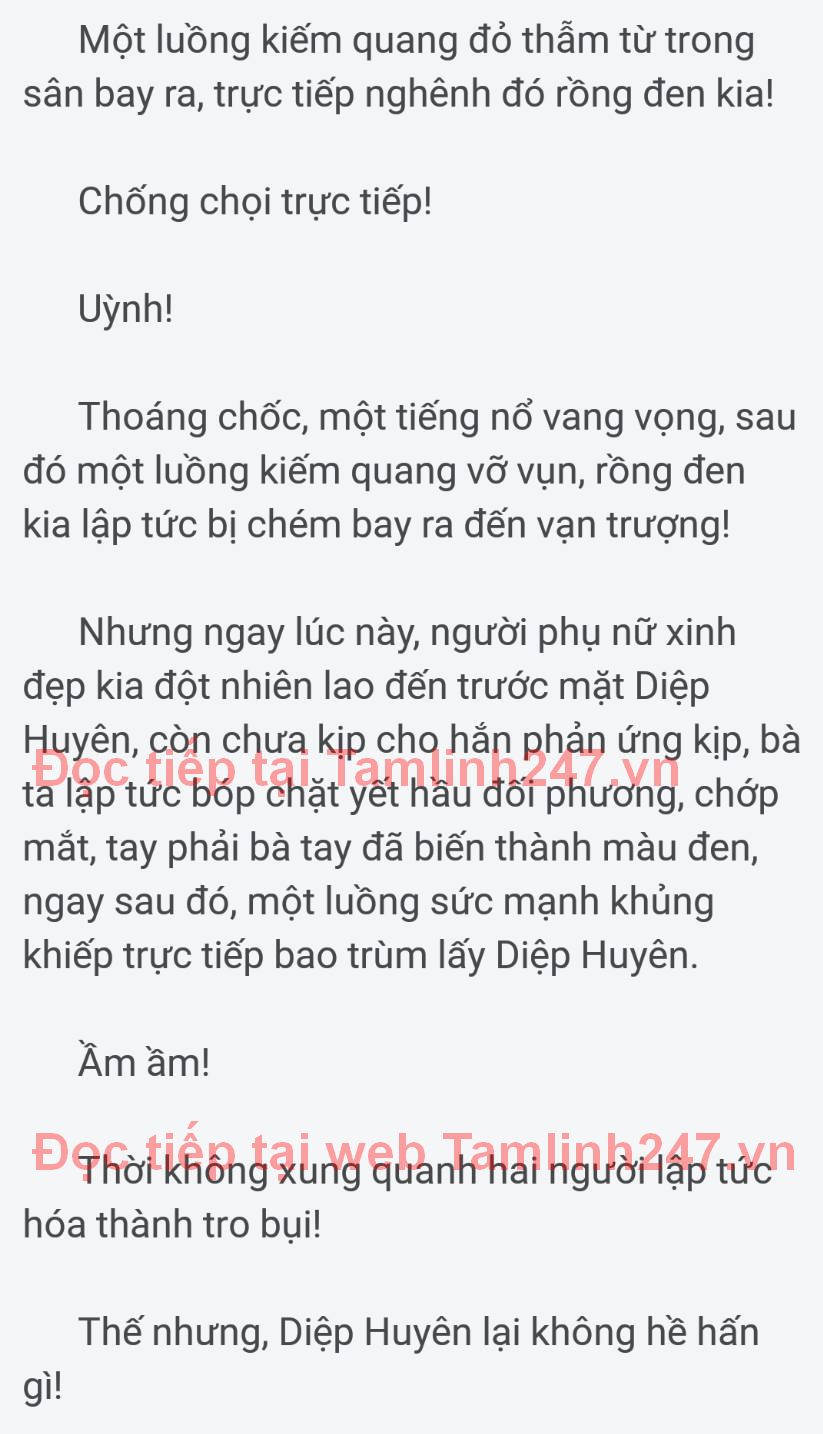 Một luồng kiếm quang đỏ thẫm từ trong
sân bay ra, trực tiếp nghênh đó rồng đen kia!
Chống chọi trực tiếp!
Uỳnh!
Thoáng chốc, một tiếng nổ vang vọng, sau
đó một luồng kiếm quang vỡ vụn, rồng đen
kia lập tức bị chém bay ra đến vạn trượng!
Nhưng ngay lúc này, người phụ nữ xinh
đẹp kia đột nhiên lao đến trước mặt Diệp
Huyên, còn chưa kịp cho hắn phản ứng kịp, bà
Đọc tiếp tại Tamlinh247.vn
ta lập tức bóp chặt yết hầu đối phương, chớp
mắt, tay phải bà tay đã biến thành màu đen,
ngay sau đó, một luồng sức mạnh khủng
khiếp trực tiếp bao trùm lấy Diệp Huyên.
Ầm ầm!
Đọc tiếp tại web Tamlinh247.vn
Thời không xung quanh hai người lập tức
hóa thành tro bụi!
Thế nhưng, Diệp Huyên lại không hề hấn
gì!